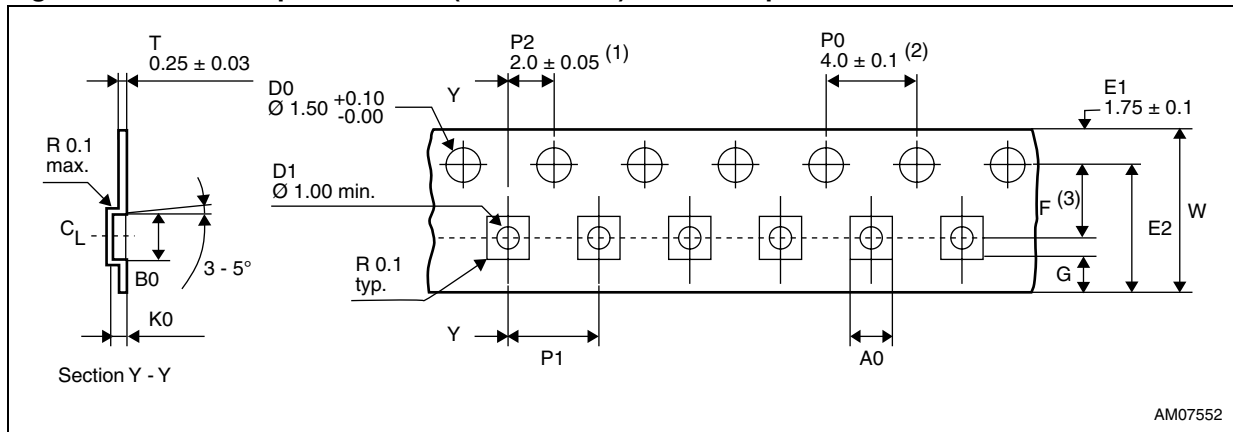 T
0.25 ± 0.03
P2
2.0 ± 0.05 (1)
P0
4.0 ± 0.1 (2)
D0
Ø 1.50 +0.10
-0.00
Y
E1
1.75 ± 0.1
R 0.1
max.
D1
Ø 1.00 min.
F (3)
E2
W
CL
B0
3 - 5°
R 0.1
typ.
G
K0
Y
P1
A0
Section Y - Y
AM07552